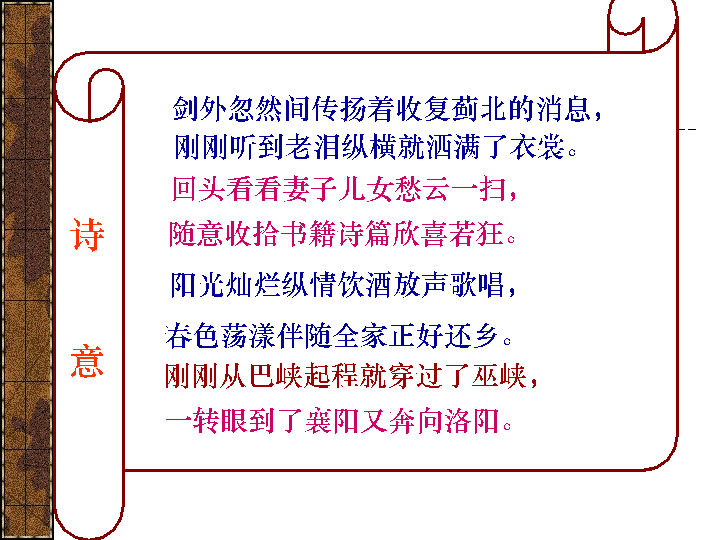 诗
意
剑外忽然间传扬着收复蓟北的消息，
刚刚听到老泪纵横就洒满了衣裳。
回头看看妻子儿女愁云一扫，
随意收拾书籍诗篇欣喜若狂。
阳光灿烂纵情饮酒放声歌唱，
春色荡漾伴随全家正好还乡。
刚刚从巴峡起程就穿过了巫峡，
一转眼到了襄阳又奔向洛阳。